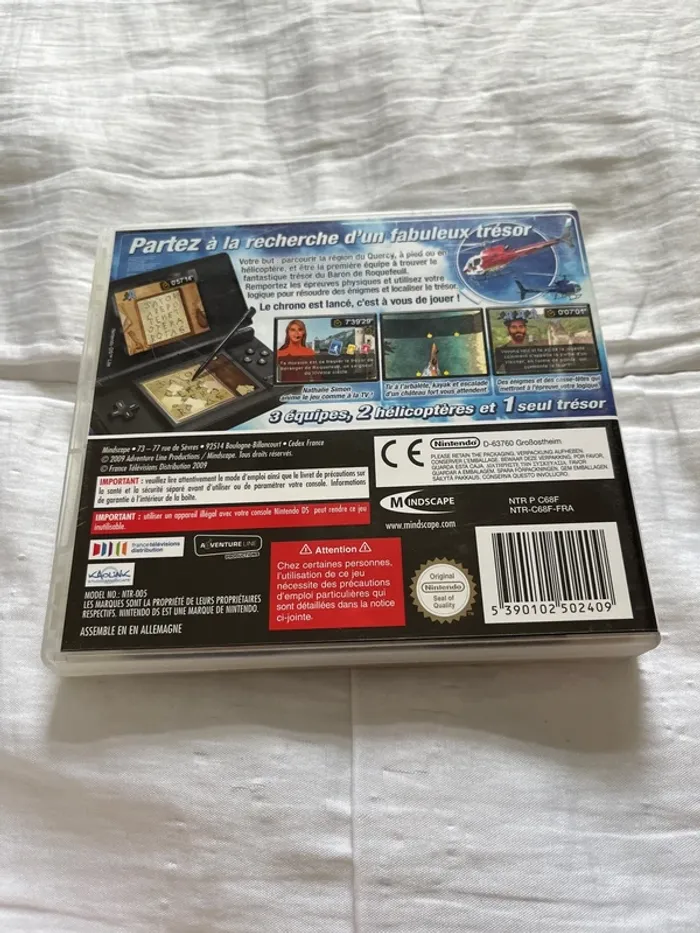 Partez à la recherche d'un fabuleux trésor
Votre but : parcourir la région du Quercy, à pied ou en
hélicoptère, et être la première équipe à trouver le
fantastique trésor du Baron de Roquefeuil.
Remportez les épreuves physiques et utilisez votre
logique pour résoudre des énigmes et localiser le trésor.
Le chrono est lancé, c'est à vous de jouer !
0'57"14
7'39"29
0'07"01
Nathalie Simon
anime le jeu comme à la TV !
Tir à l'arbalète, kayak et escalade
d'un château fort vous attendent
Des énigmes et des casse-têtes qui
mettront à l'épreuve votre logique
3 équipes, 2 hélicoptères et 1 seul trésor
Mindscape • 73 – 77 rue de Sèvres • 92514 Boulogne-Billancourt • Cedex France
© 2009 Adventure Line Productions / Mindscape. Tous droits réservés.
© France Télévisions Distribution 2009
IMPORTANT : veuillez lire attentivement le mode d'emploi ainsi que le livret de précautions sur
la santé et la sécurité séparé avant d'utiliser ou de paramétrer votre console. Informations
de garantie à l'intérieur de la boîte.
IMPORTANT : utiliser un appareil illégal avec votre console Nintendo DS peut rendre ce jeu
inutilisable.
francetélévisions
distribution
ADVENTURE LINE
PRODUCTIONS
KAOLINK
MODEL NO.: NTR-005
LES MARQUES SONT LA PROPRIÉTÉ DE LEURS PROPRIÉTAIRES
RESPECTIFS. NINTENDO DS EST UNE MARQUE DE NINTENDO.
ASSEMBLE EN EN ALLEMAGNE
Attention
Chez certaines personnes,
l'utilisation de ce jeu
nécessite des précautions
d'emploi particulières qui
sont détaillées dans la notice
ci-jointe.
CE
Nintendo D-63760 Großostheim
PLEASE RETAIN THE PACKAGING. VERPACKUNG AUFHEBEN.
CONSERVER L'EMBALLAGE. BEWAAR DEZE VERPAKKING. POR FAVOR,
GUARDA ESTA CAJA.
GUARDAR A EMBALAGEM. SPARA FÖRPACKNINGEN. GEM EMBALLAGEN.
SÄILYTÄ PAKKAUS. CONSERVA QUESTO INVOLUCRO.
MINDSCAPE
www.mindscape.com
NTR P C68F
NTR-C68F-FRA
Original
Nintendo
Seal of
Quality
5 390102 502409